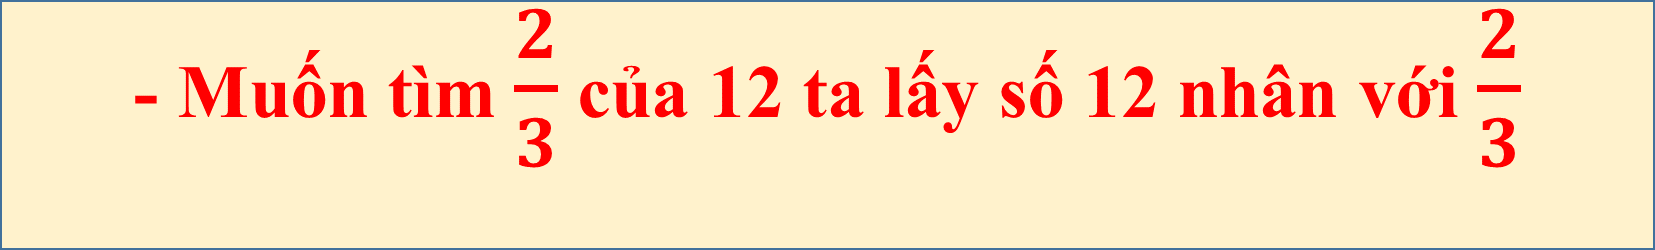 - Muốn tìm 2/3 của 12 ta lấy số 12 nhân với 2/3